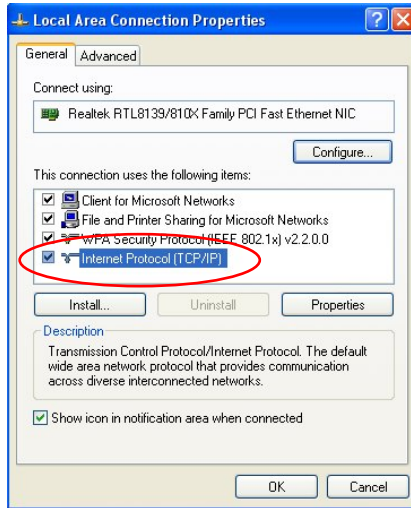 Local Area Connection Properties
General Advanced
Connect using:
Realtek RTL8139/810X Family PCI Fast Ethernet NIC
Configure...
This connection uses the following items:
Client for Microsoft Networks
File and Printer Sharing for Microsoft Networks
WPA Security Protocol (IEEE 802.1x) v2.2.0.0
Internet Protocol (TCP/IP)
Install... Uninstall Properties
Description
Transmission Control Protocol/Internet Protocol. The default
wide area network protocol that provides communication
across diverse interconnected networks.
Show icon in notification area when connected
OK Cancel